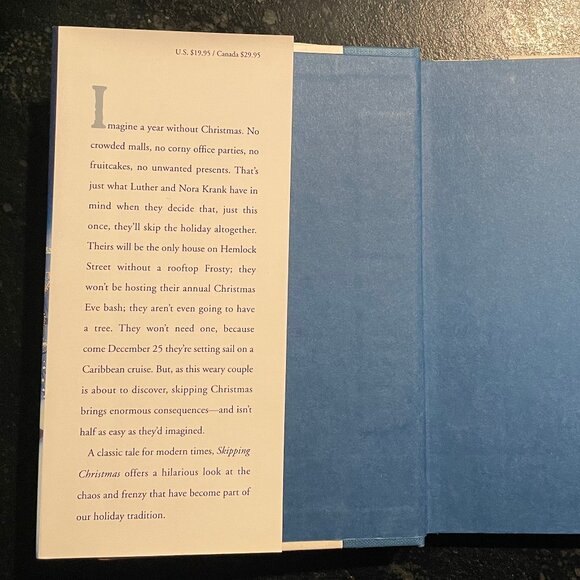 U.S. $19.95 / Canada $29.95
Imagine a year without Christmas. No
crowded malls, no corny office parties, no
fruitcakes, no unwanted presents. That's
just what Luther and Nora Krank have in
mind when they decide that, just this
once, they'll skip the holiday altogether.
Theirs will be the only house on Hemlock
Street without a rooftop Frosty; they
won't be hosting their annual Christmas
Eve bash; they aren't even going to have
a tree. They won't need one, because
come December 25 they're setting sail on a
Caribbean cruise. But, as this weary couple
is about to discover, skipping Christmas
brings enormous consequences—and isn't
half as easy as they'd imagined.
A classic tale for modern times, Skipping
Christmas offers a hilarious look at the
chaos and frenzy that have become part of
our holiday tradition.